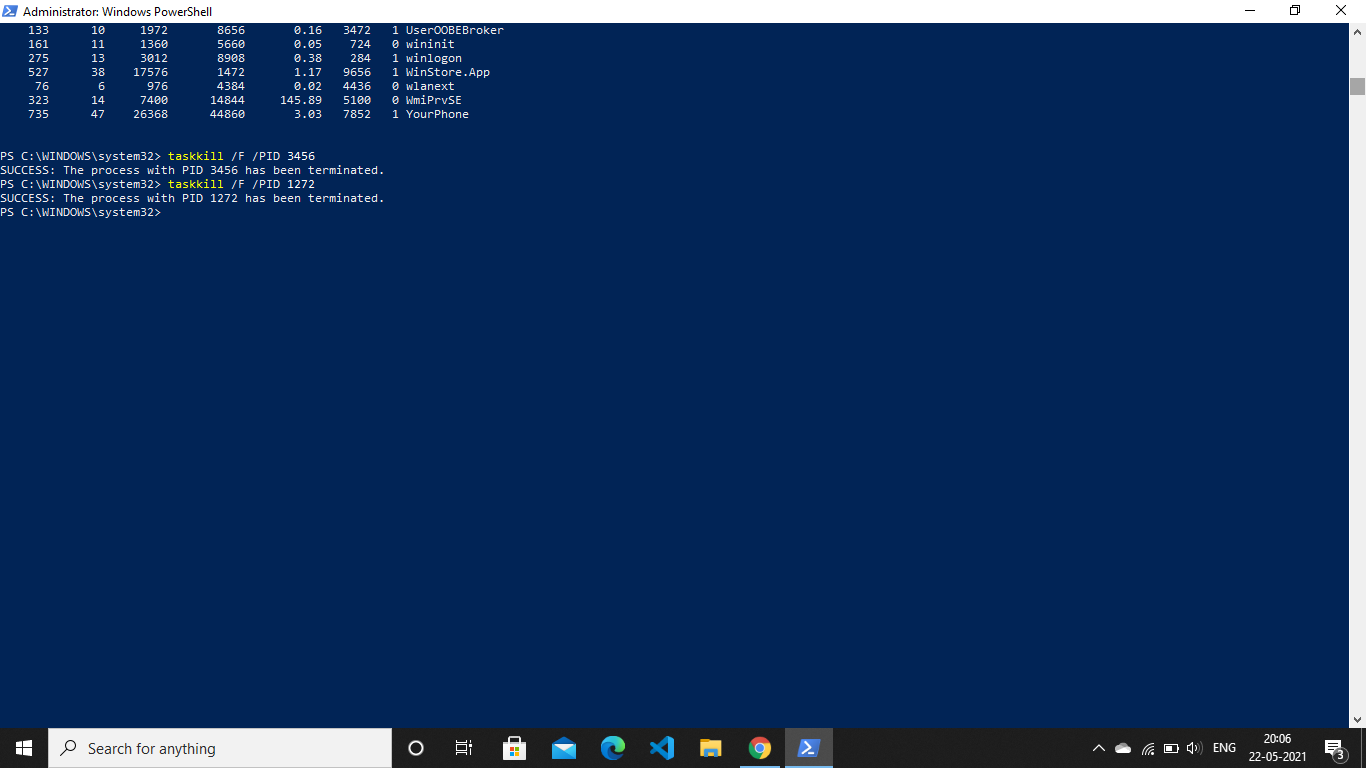 Administrator: Windows PowerShell
133 10 1972 8656 0.16 3472 1 UserOOBEBroker
161 11 1360 5660 0.05 724 0 wininit
275 13 3012 8908 0.38 284 1 winlogon
527 38 17576 1472 1.17 9656 1 WinStore.App
76 6 976 4384 0.02 4436 0 wlanext
323 14 7400 14844 145.89 5100 0 WmiPrvSE
735 47 26368 44860 3.03 7852 1 YourPhone
PS C:\WINDOWS\system32> taskkill /F /PID 3456
SUCCESS: The process with PID 3456 has been terminated.
PS C:\WINDOWS\system32> taskkill /F /PID 1272
SUCCESS: The process with PID 1272 has been terminated.
PS C:\WINDOWS\system32>
Search for anything
ENG
20:06
22-05-2021
3